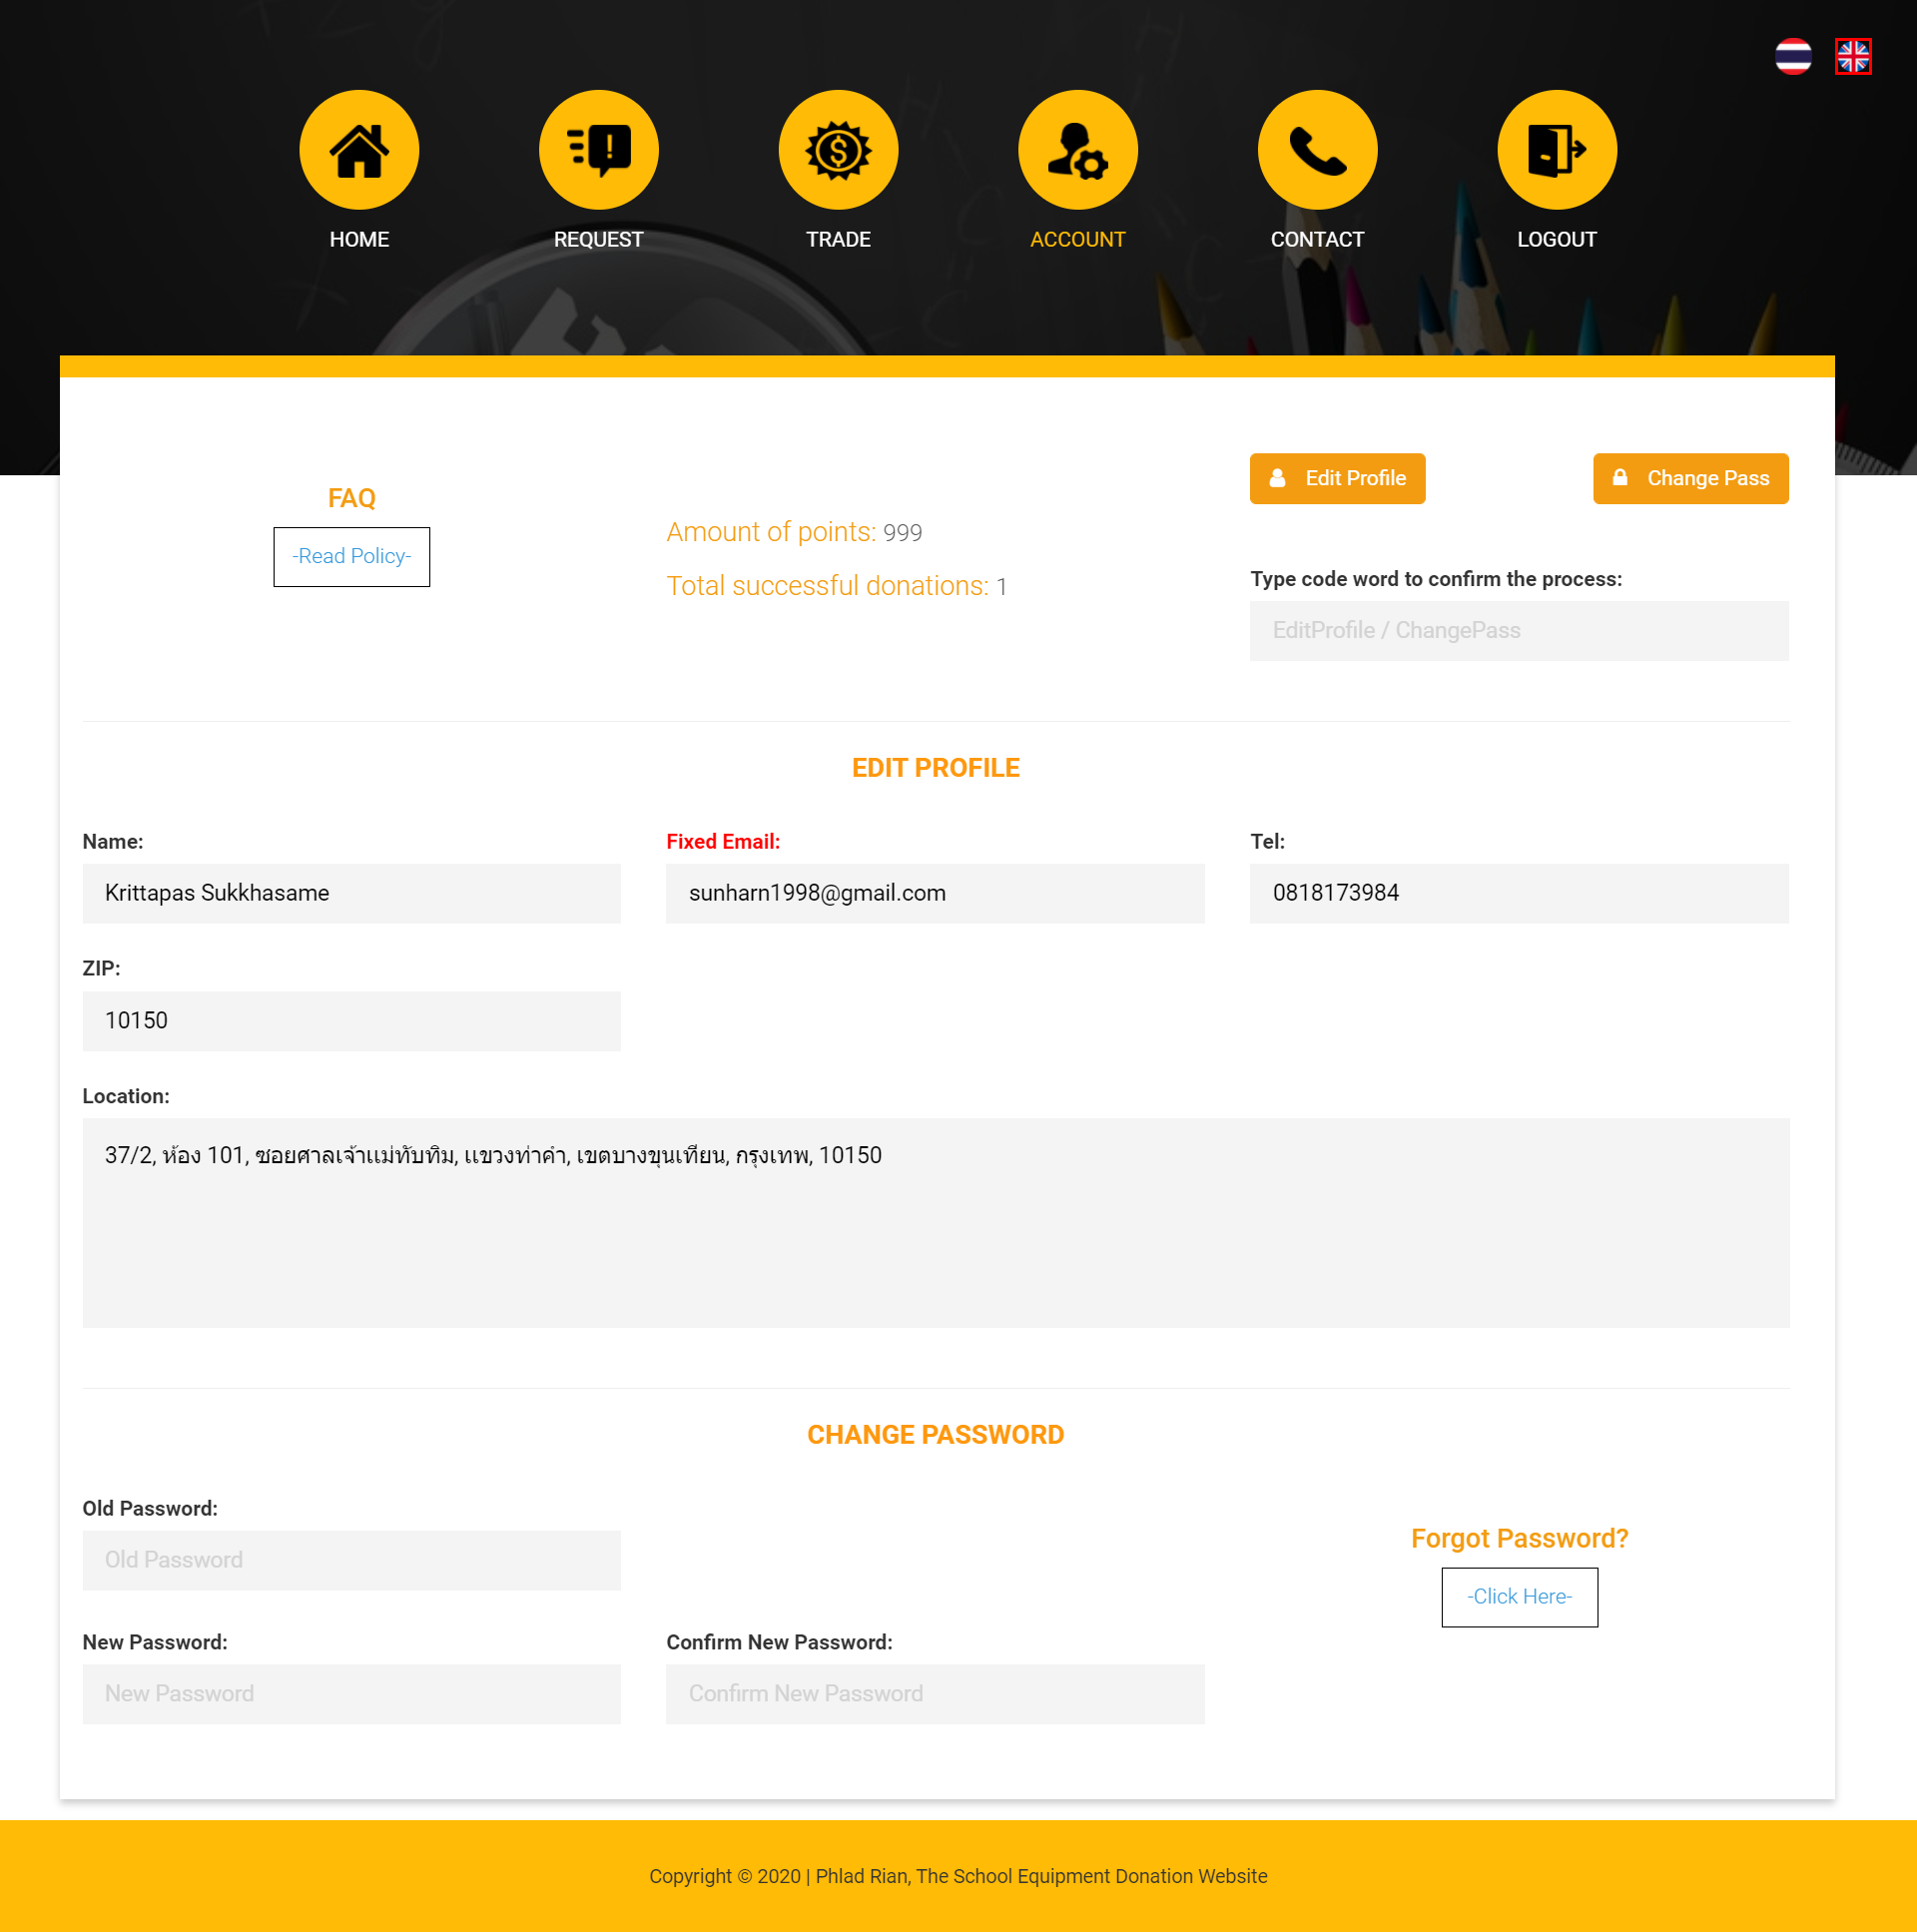 HOME
REQUEST
TRADE
ACCOUNT
CONTACT
LOGOUT
FAQ
-Read Policy-
Amount of points: 999
Total successful donations: 1
Edit Profile
Change Pass
Type code word to confirm the process:
EditProfile / ChangePass
EDIT PROFILE
Name:
Krittapas Sukkhasame
Fixed Email:
sunharn1998@gmail.com
Tel:
0818173984
ZIP:
10150
Location:
37/2, ห้อง 101, ซอยศาลเจ้าแม่ทับทิม, แขวงท่าคำ, เขตบางขุนเทียน, กรุงเทพ, 10150
CHANGE PASSWORD
Old Password:
Old Password
Forgot Password?
-Click Here-
New Password:
New Password
Confirm New Password:
Confirm New Password
Copyright © 2020 | Phlad Rian, The School Equipment Donation Website